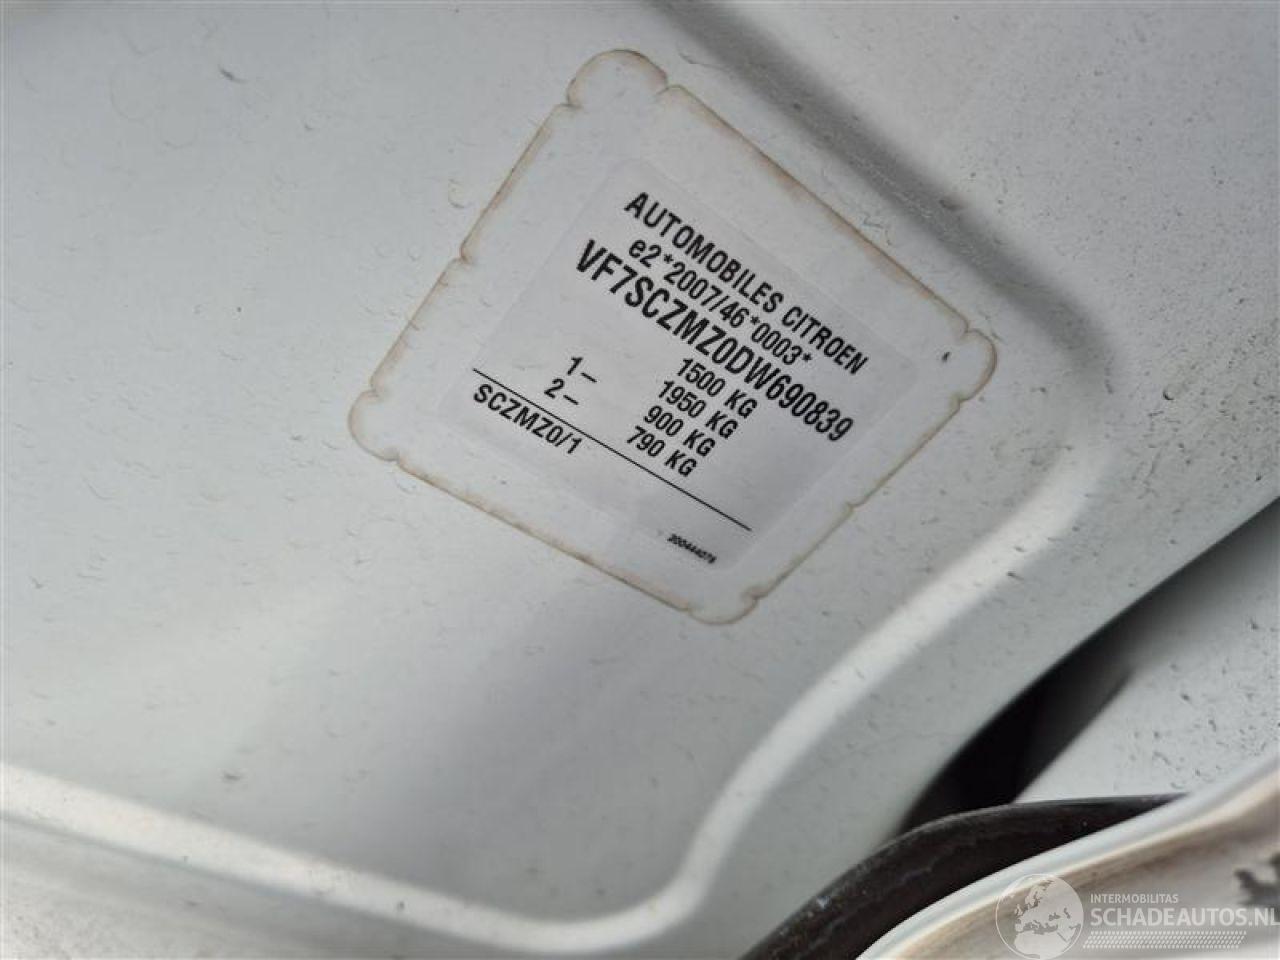 AUTOMOBILES CITROEN
e2*2007/46*0003*
VF7SCZMZ0DW690839
1500 KG
1950 KG
1– 900 KG
2– 790 KG
SCZMZ0/1
300444078
INTERMOBILITAS
SCHADEAUTOS.NL